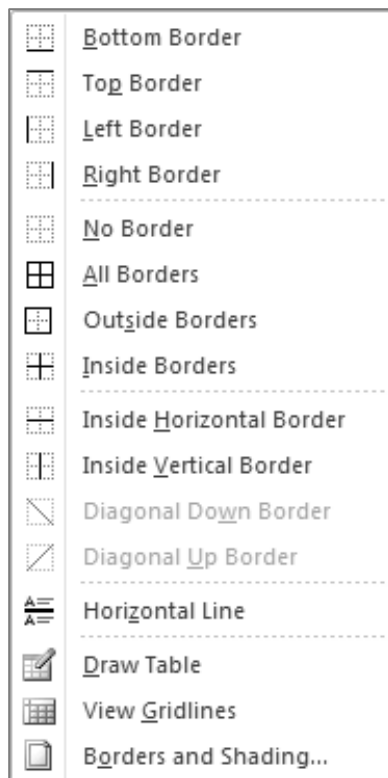 Bottom Border
Top Border
Left Border
Right Border
No Border
All Borders
Outside Borders
Inside Borders
Inside Horizontal Border
Inside Vertical Border
Diagonal Down Border
Diagonal Up Border
Horizontal Line
Draw Table
View Gridlines
Borders and Shading...